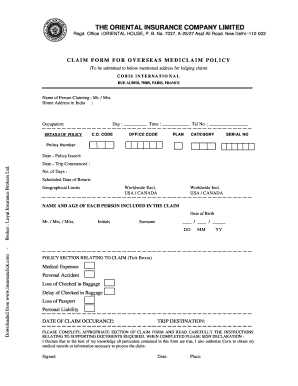 THE ORIENTAL INSURANCE COMPANY LIMITED
Regd. Office : ORIENTAL HOUSE, P. B. No. 7037, A-25/27 Asaf Ali Road, New Delhi–110 002
CLAIM FORM FOR OVERSEAS MEDICLAIM POLICY
(To be submitted to below mentioned address for lodging claim)
CORIS INTERNATIONAL
RUE ALBER, 75009, PARIS, FRANCE
Name of Person Claiming - Mr. / Mrs.
Home Address in India :
Occupation: Day : Time : Tel No. :
DETAILS OF POLICY C.D. CODE OFFICE CODE PLAN CATEGORY SERIAL NO
Policy Number
Date - Policy Issued:
Date - Trip Commenced :
No. of Days :
Scheduled Date of Return:
Geographical Limits Worldwide Excl. Worldwide Incl.
USA / CANADA USA / CANADA
NAME AND AGE OF EACH PERSON INCLUDED IN THE CLAIM
Date of Birth
Mr. / Mrs. / Miss. Initials Surname / /
DD MM YY
POLICY SECTION RELATING TO CLAIM (Tick Boxes)
Medical Expenses
Personal Accident
Loss of Checked in Baggage
Delay of Checked in Baggage
Loss of Passport
Personal Liability
DATE OF CLAIM OCCURANCE: TRIP DESTINATION:
PLEASE COMPLETE APPROPRIATE SECTION OF CLAIM FORM AND READ CAREFULLY THE INSTRUCTIONS
RELATING TO SUPPORTING DOCUMENTS REQUIRED. WHEN COMPLETED PLEASE SIGN DECLARATION :
I Declare that to the best of my knowledge all particulars contained in this form are true. I also authorise Coris to obtain my
medical records or information necessary to process the claim.
Signed: Date: Place:
Downloaded from www.insuremefirst.com - Broker : Loyal Insurance Brokers Ltd.